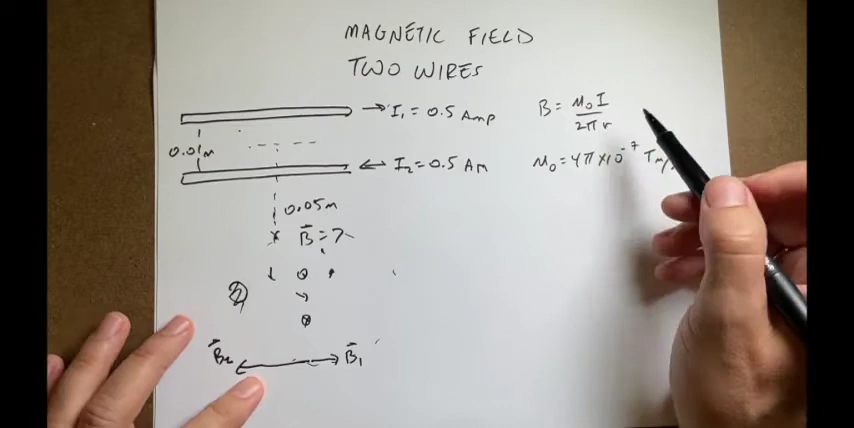 MAGNETIC FIELD
TWO WIRES
→ I₁ = 0.5 Amp
B = μ₀I / 2πr
0.01m
← I₂ = 0.5 Am
μ₀ = 4π×10⁻⁷ Tm/
0.05m
B⃗ = ?
B⃗₂
B⃗₁